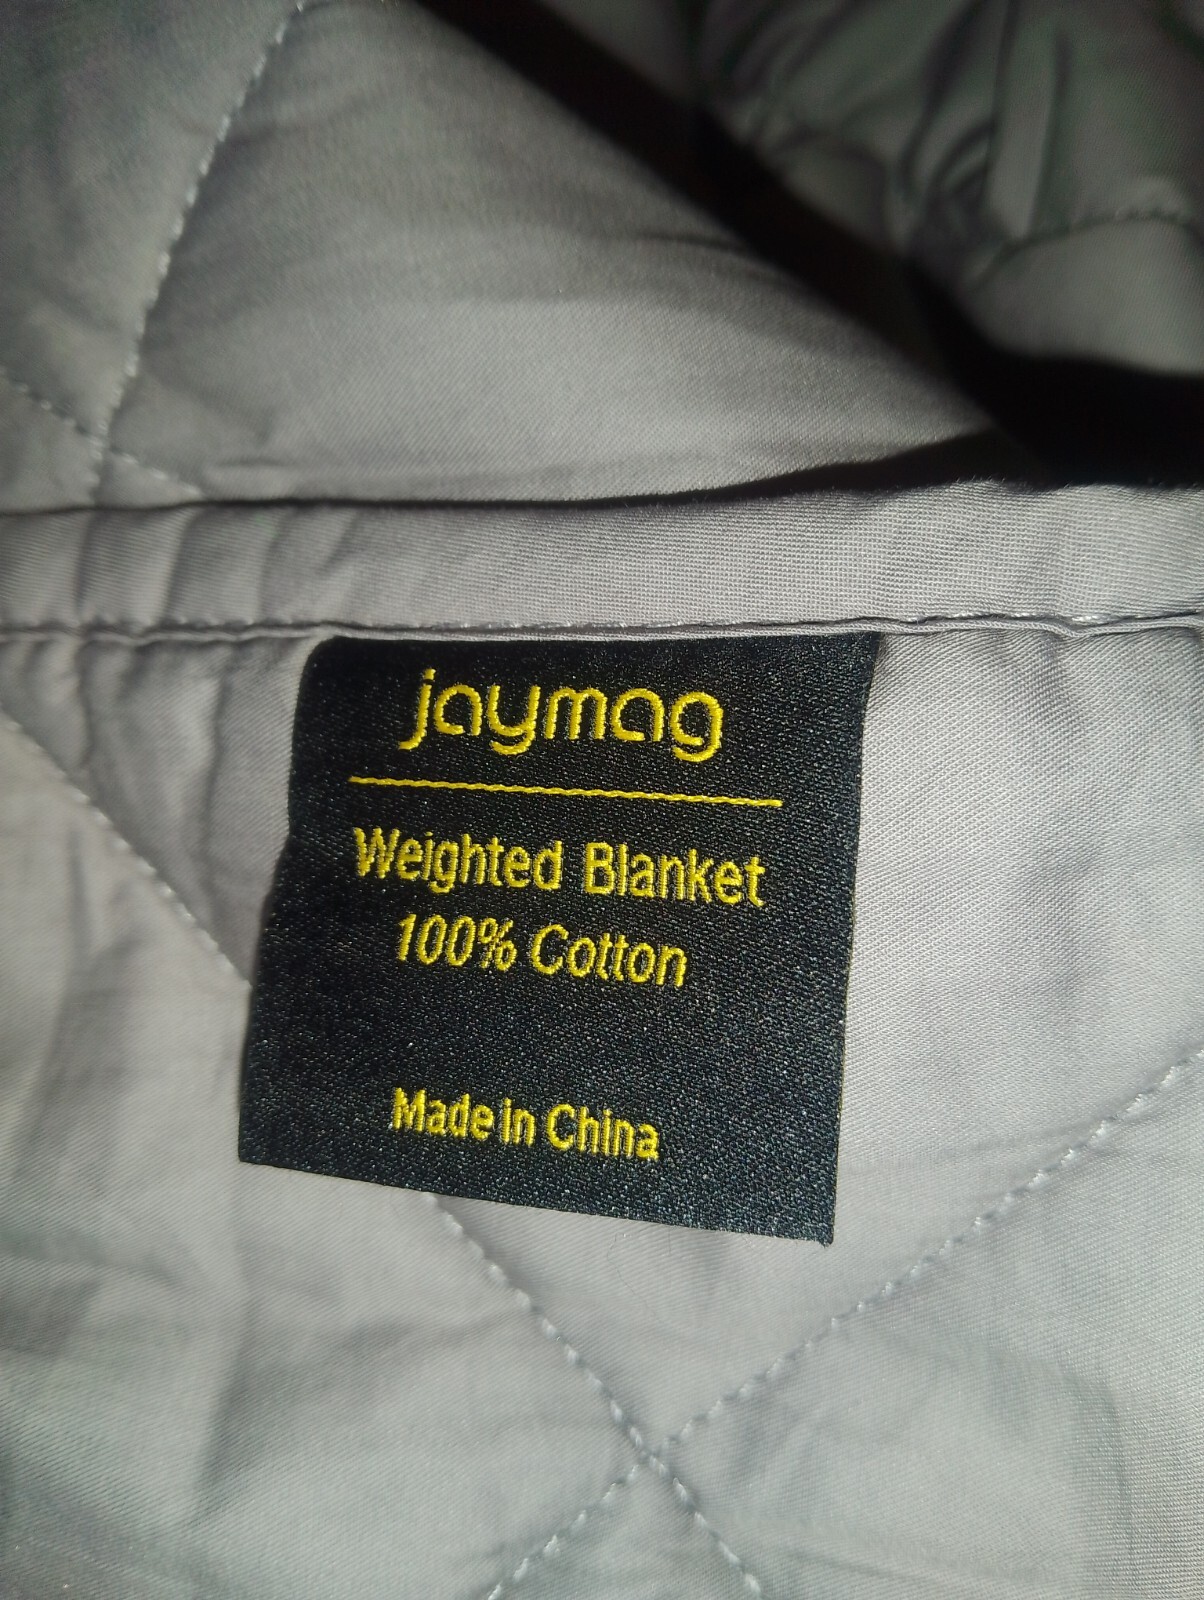 jaymag
Weighted Blanket
100% Cotton
Made in China